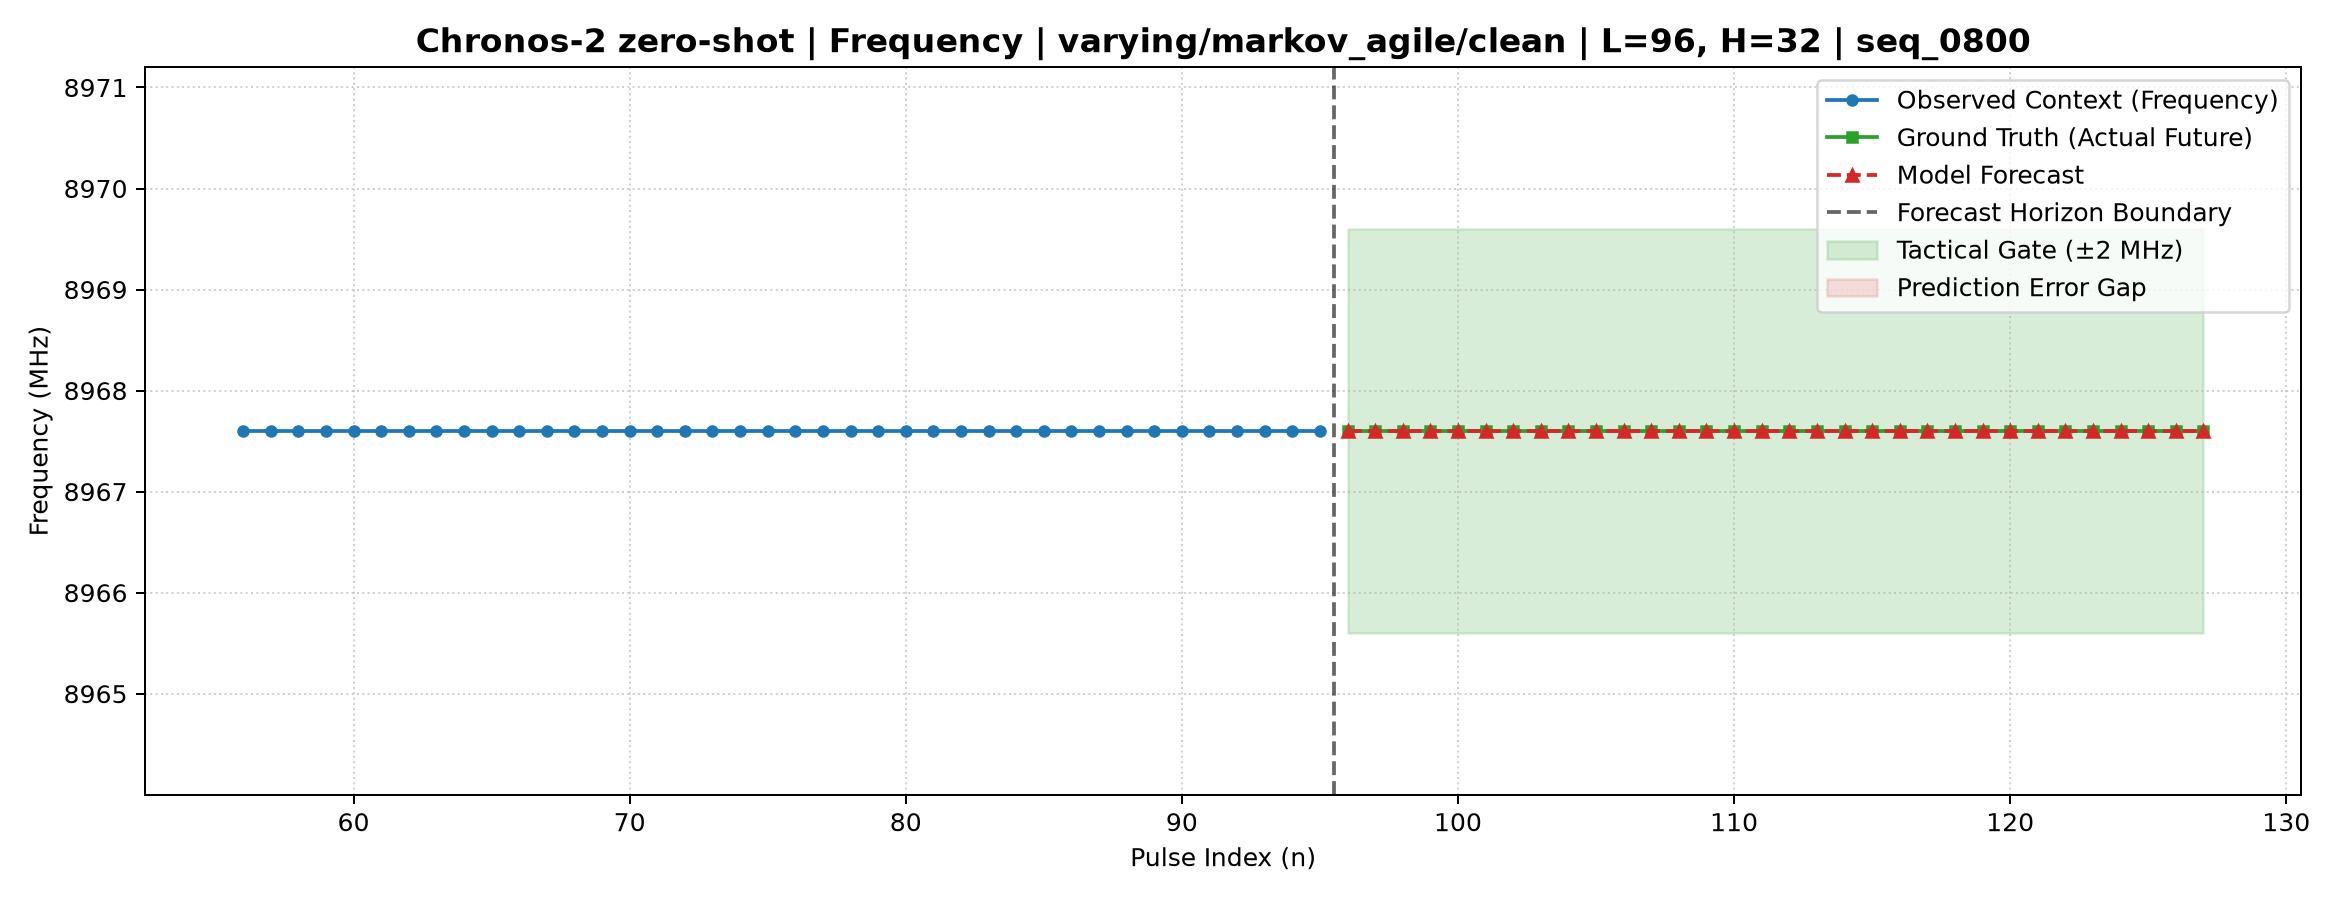 Chronos-2 zero-shot | Frequency | varying/markov_agile/clean | L=96, H=32 | seq_0800
8971
8970
8969
8968
8967
8966
8965
Frequency (MHz)
Observed Context (Frequency)
Ground Truth (Actual Future)
Model Forecast
Forecast Horizon Boundary
Tactical Gate (±2 MHz)
Prediction Error Gap
60 70 80 90 100 110 120 130
Pulse Index (n)